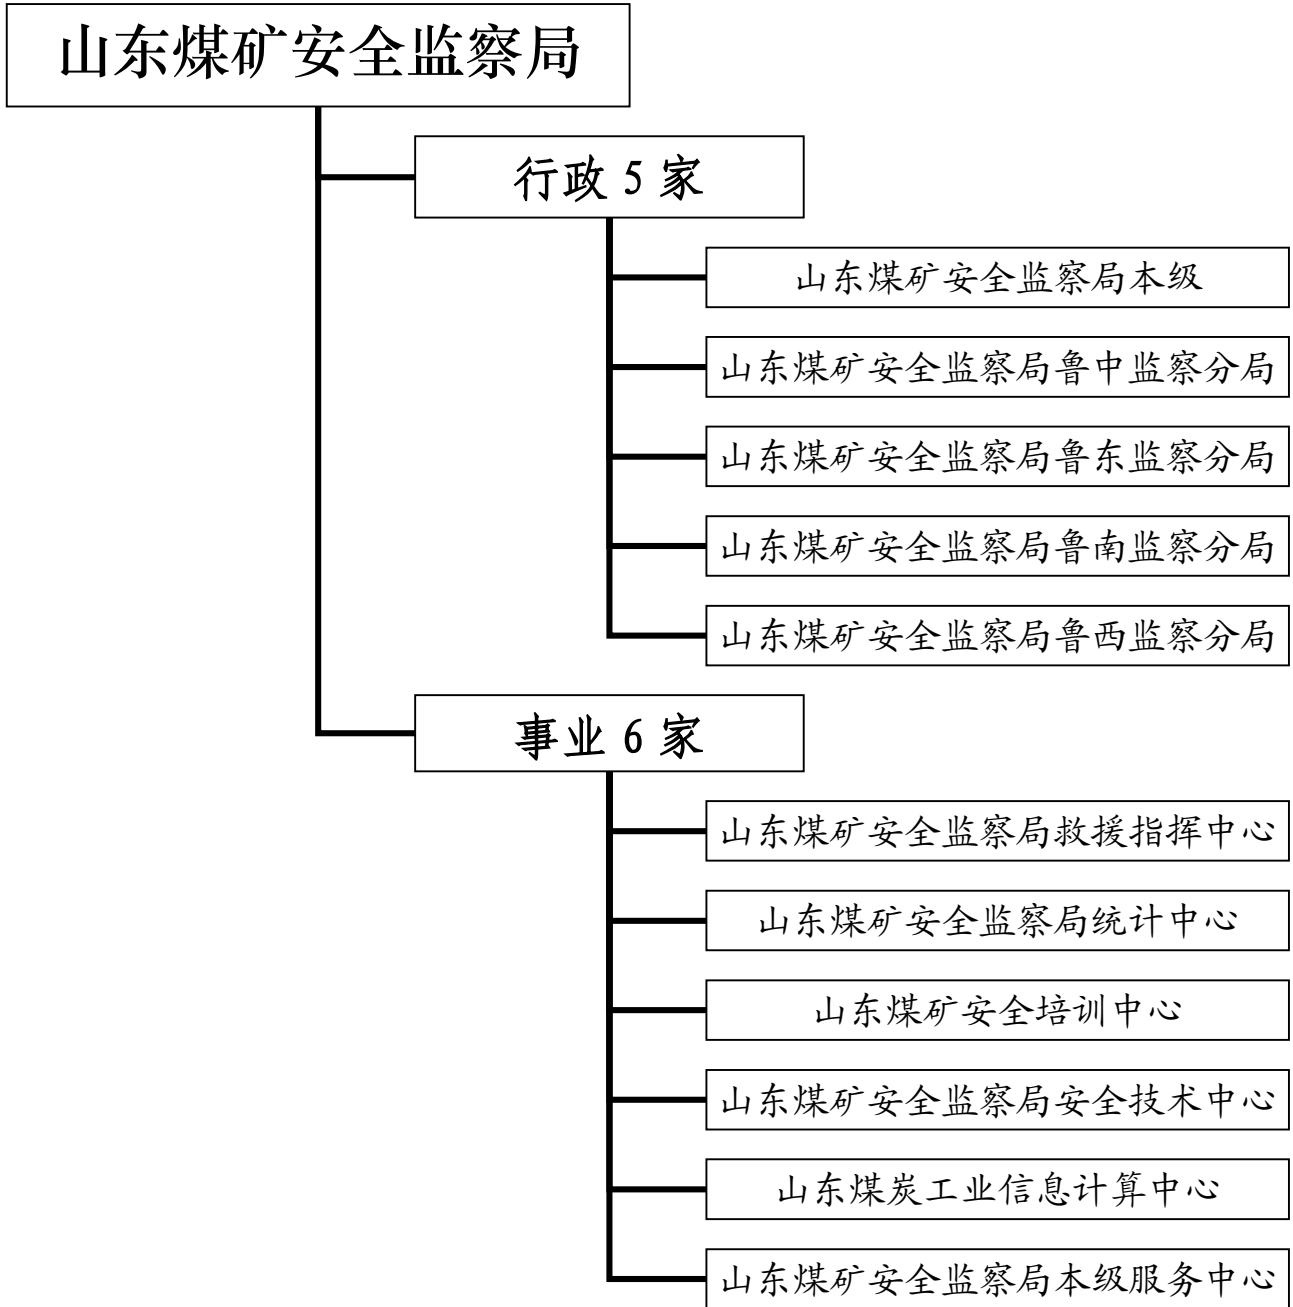 山东煤矿安全监察局
行政 5 家
山东煤矿安全监察局本级
山东煤矿安全监察局鲁中监察分局
山东煤矿安全监察局鲁东监察分局
山东煤矿安全监察局鲁南监察分局
山东煤矿安全监察局鲁西监察分局
事业 6 家
山东煤矿安全监察局救援指挥中心
山东煤矿安全监察局统计中心
山东煤矿安全培训中心
山东煤矿安全监察局安全技术中心
山东煤炭工业信息计算中心
山东煤矿安全监察局本级服务中心